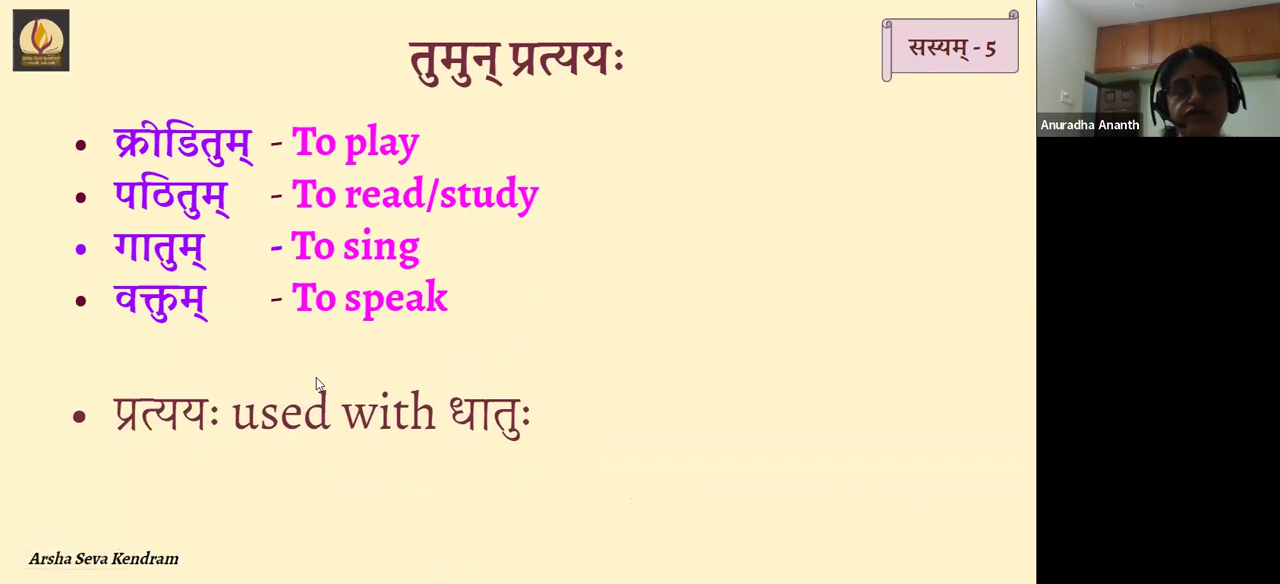 तुमुन् प्रत्ययः
सस्यम् - 5
Anuradha Ananth
• क्रीडितुम् - To play
• पठितुम् - To read/study
• गातुम् - To sing
• वक्तुम् - To speak
• प्रत्ययः used with धातुः
Arsha Seva Kendram